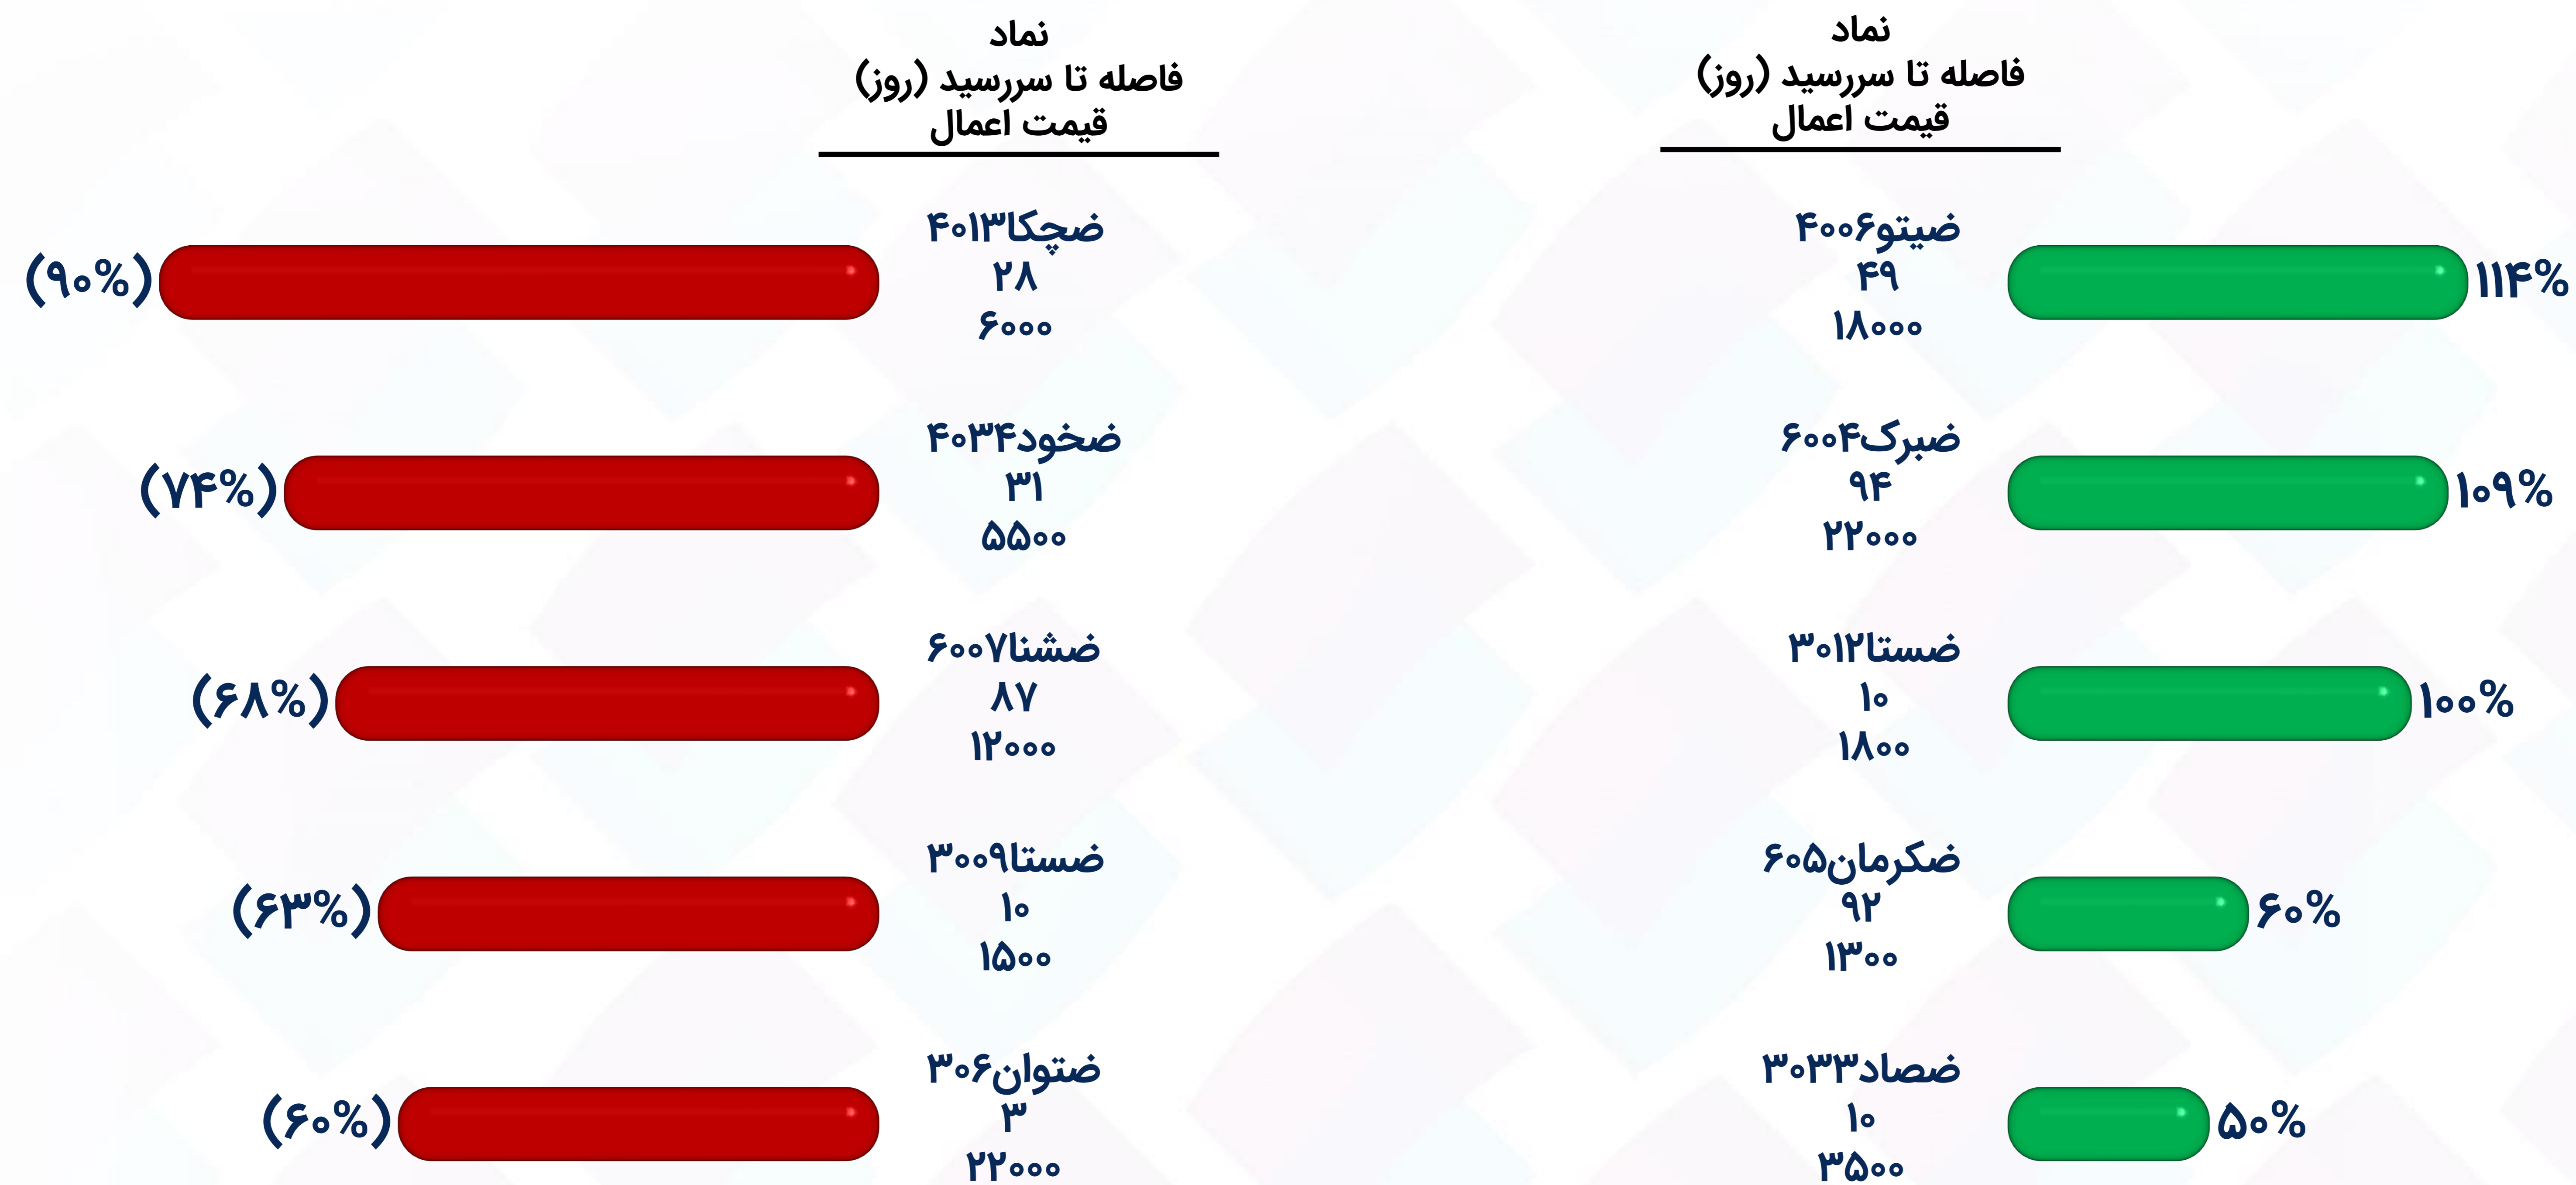 نماد
فاصله تا سررسید (روز)
قیمت اعمال
ضیتو۴۰۰۶
۴۹
۱۸۰۰۰
۱۱۴%
ضبرک۶۰۰۴
۹۴
۲۲۰۰۰
۱۰۹%
ضستا۳۰۱۲
۱۰
۱۸۰۰
۱۰۰%
ضکرمان۶۰۵
۹۲
۱۳۰۰
۶۰%
ضصاد۳۰۳۳
۱۰
۳۵۰۰
۵۰%
نماد
فاصله تا سررسید (روز)
قیمت اعمال
ضچکا۴۰۱۳
۲۸
۶۰۰۰
(۹۰%)
ضخود۴۰۳۴
۳۱
۵۵۰۰
(۷۴%)
ضشنا۶۰۰۷
۸۷
۱۲۰۰۰
(۶۸%)
ضستا۳۰۰۹
۱۰
۱۵۰۰
(۶۳%)
ضتوان۳۰۶
۳
۲۲۰۰۰
(۶۰%)